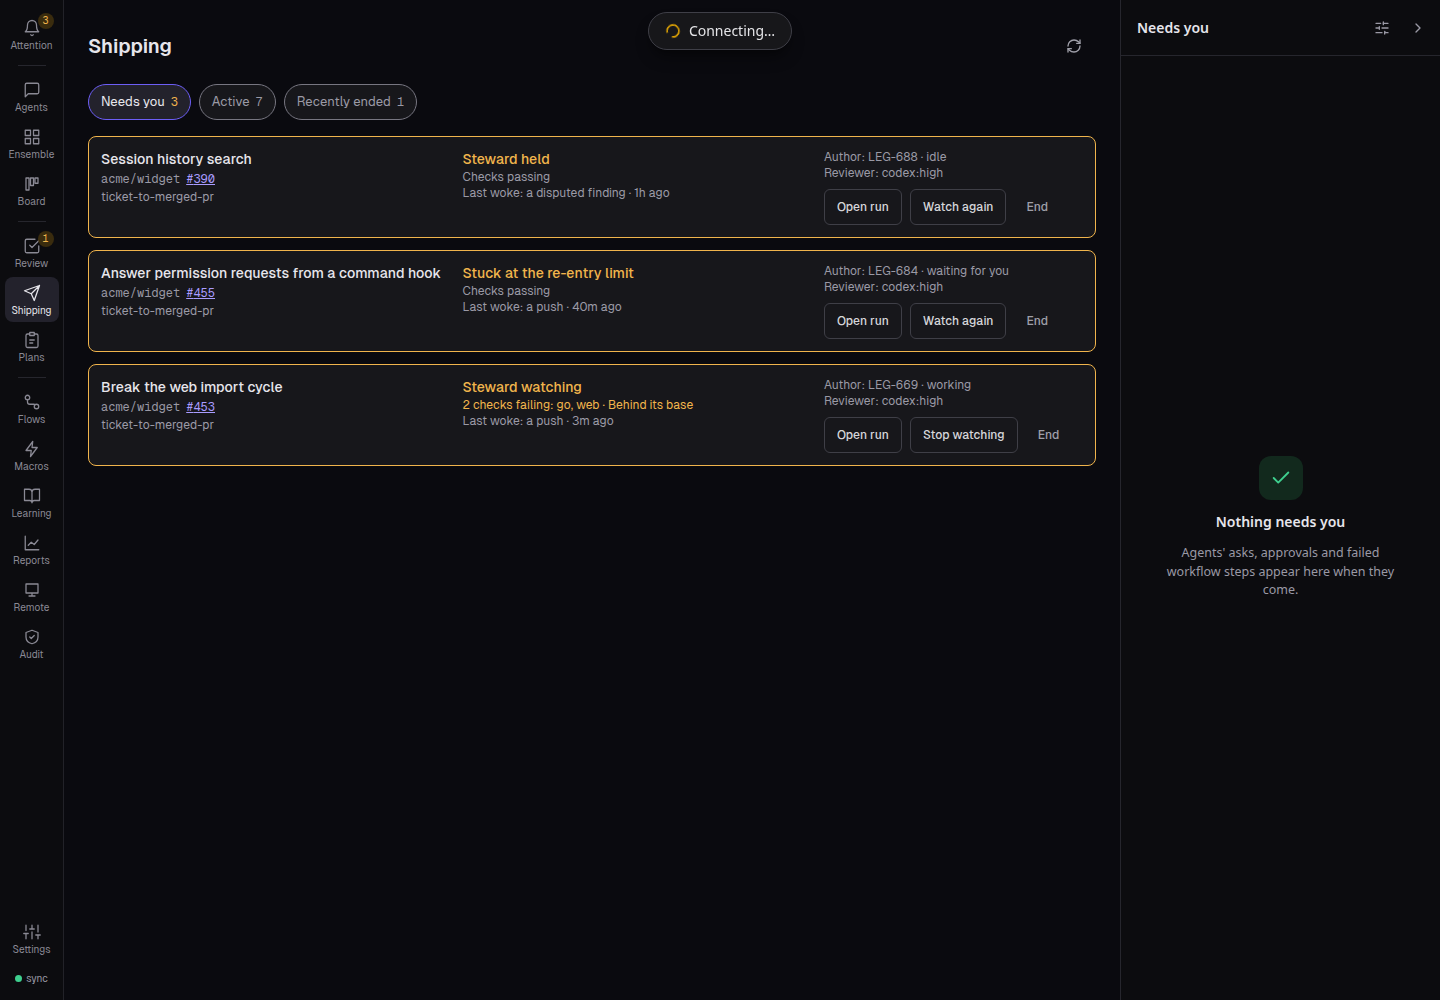 3
Attention
Agents
Ensemble
Board
1
Review
Shipping
Plans
Flows
Macros
Learning
Reports
Remote
Audit
Settings
sync
Connecting...
Shipping
Needs you 3
Active 7
Recently ended 1
Session history search
acme/widget #390
ticket-to-merged-pr
Steward held
Checks passing
Last woke: a disputed finding · 1h ago
Author: LEG-688 · idle
Reviewer: codex:high
Open run
Watch again
End
Answer permission requests from a command hook
acme/widget #455
ticket-to-merged-pr
Stuck at the re-entry limit
Checks passing
Last woke: a push · 40m ago
Author: LEG-684 · waiting for you
Reviewer: codex:high
Open run
Watch again
End
Break the web import cycle
acme/widget #453
ticket-to-merged-pr
Steward watching
2 checks failing: go, web · Behind its base
Last woke: a push · 3m ago
Author: LEG-669 · working
Reviewer: codex:high
Open run
Stop watching
End
Needs you
Nothing needs you
Agents' asks, approvals and failed
workflow steps appear here when they
come.